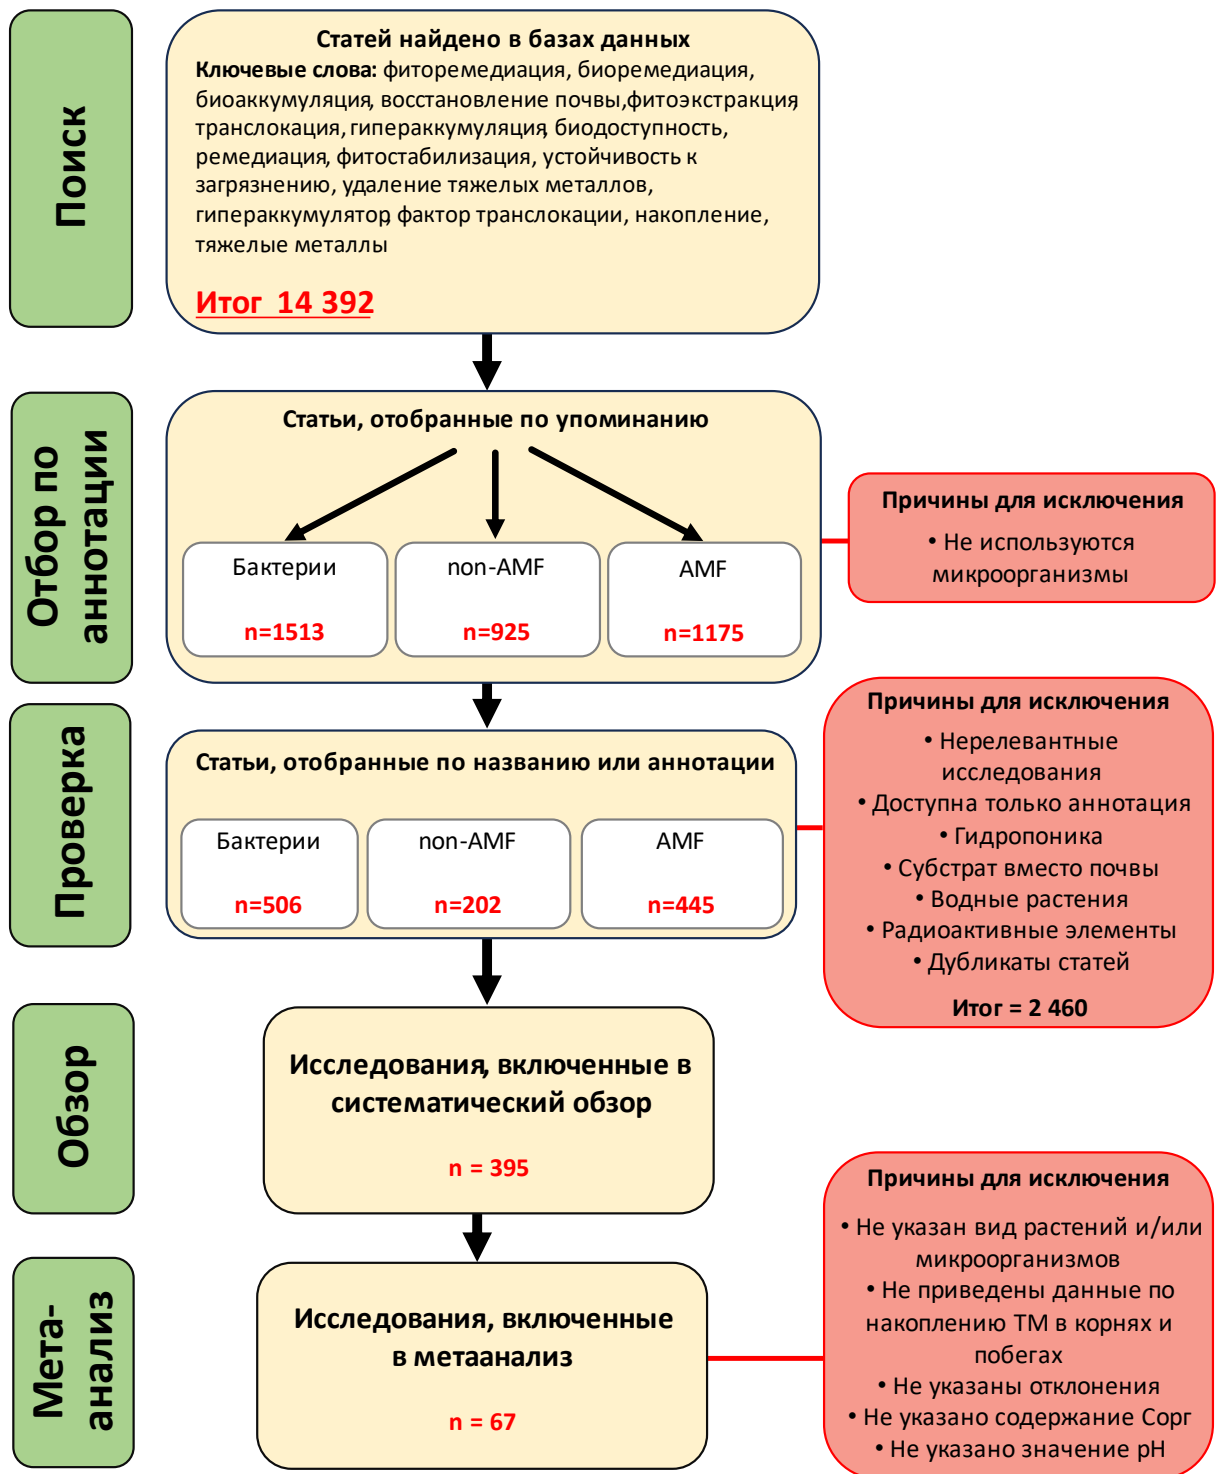 Поиск
Статей найдено в базах данных
Ключевые слова: фиторемедиация, биоремедиация,
биоаккумуляция, восстановление почвы,фитоэкстракция,
транслокация, гипераккумуляция, биодоступность,
ремедиация, фитостабилизация, устойчивость к
загрязнению, удаление тяжелых металлов,
гипераккумулятор, фактор транслокации, накопление,
тяжелые металлы
Итог 14 392
Отбор по
аннотации
Статьи, отобранные по упоминанию
Бактерии
n=1513
non-AMF
n=925
AMF
n=1175
Причины для исключения
• Не используются
микроорганизмы
Проверка
Статьи, отобранные по названию или аннотации
Бактерии
n=506
non-AMF
n=202
AMF
n=445
Причины для исключения
• Нерелевантные
исследования
• Доступна только аннотация
• Гидропоника
• Субстрат вместо почвы
• Водные растения
• Радиоактивные элементы
• Дубликаты статей
Итог = 2 460
Обзор
Исследования, включенные в
систематический обзор
n = 395
Мета-
анализ
Исследования, включенные
в метаанализ
n = 67
Причины для исключения
• Не указан вид растений и/или
микроорганизмов
• Не приведены данные по
накоплению ТМ в корнях и
побегах
• Не указаны отклонения
• Не указано содержание Сорг
• Не указано значение pH